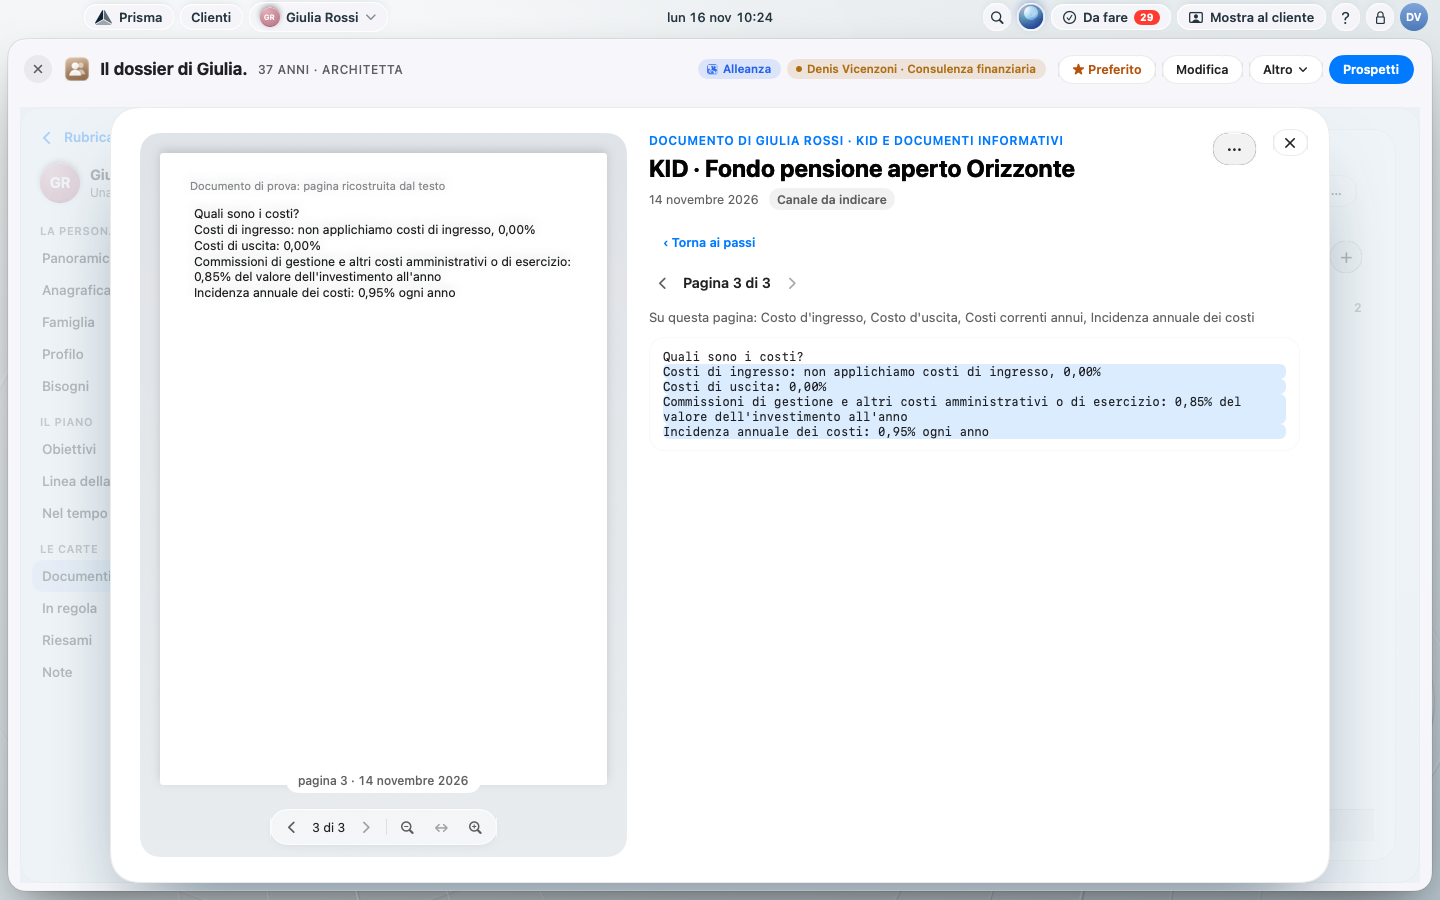 Prisma
Clienti
GR Giulia Rossi
lun 16 nov 10:24
Da fare 29
Mostra al cliente
?
DV
Il dossier di Giulia.
37 ANNI · ARCHITETTA
Alleanza
Denis Vicenzoni · Consulenza finanziaria
Preferito
Modifica
Altro
Prospetti
Rubrica
GR
LA PERSON
Panoramic
Anagrafica
Famiglia
Profilo
Bisogni
IL PIANO
Obiettivi
Linea della
Nel tempo
LE CARTE
Documenti
In regola
Riesami
Note
2
Documento di prova: pagina ricostruita dal testo
Quali sono i costi?
Costi di ingresso: non applichiamo costi di ingresso, 0,00%
Costi di uscita: 0,00%
Commissioni di gestione e altri costi amministrativi o di esercizio:
0,85% del valore dell'investimento all'anno
Incidenza annuale dei costi: 0,95% ogni anno
pagina 3 · 14 novembre 2026
3 di 3
DOCUMENTO DI GIULIA ROSSI · KID E DOCUMENTI INFORMATIVI
KID · Fondo pensione aperto Orizzonte
14 novembre 2026
Canale da indicare
‹ Torna ai passi
Pagina 3 di 3
Su questa pagina: Costo d'ingresso, Costo d'uscita, Costi correnti annui, Incidenza annuale dei costi
Quali sono i costi?
Costi di ingresso: non applichiamo costi di ingresso, 0,00%
Costi di uscita: 0,00%
Commissioni di gestione e altri costi amministrativi o di esercizio: 0,85% del
valore dell'investimento all'anno
Incidenza annuale dei costi: 0,95% ogni anno